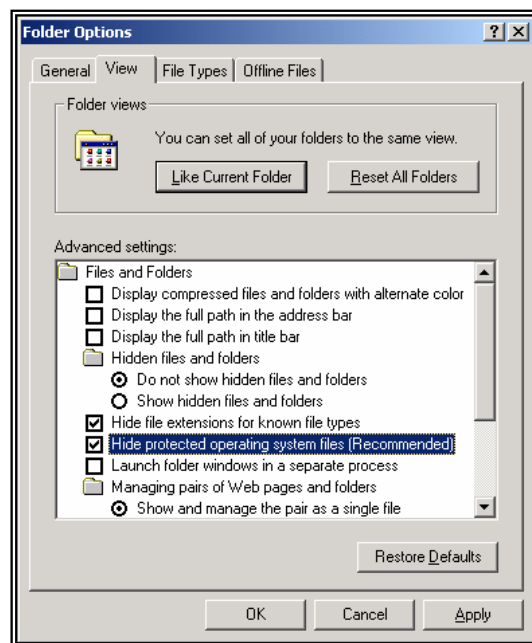 Folder Options
General View File Types Offline Files
Folder views
You can set all of your folders to the same view.
Like Current Folder Reset All Folders
Advanced settings:
Files and Folders
Display compressed files and folders with alternate color
Display the full path in the address bar
Display the full path in title bar
Hidden files and folders
Do not show hidden files and folders
Show hidden files and folders
Hide file extensions for known file types
Hide protected operating system files (Recommended)
Launch folder windows in a separate process
Managing pairs of Web pages and folders
Show and manage the pair as a single file
Restore Defaults
OK Cancel Apply